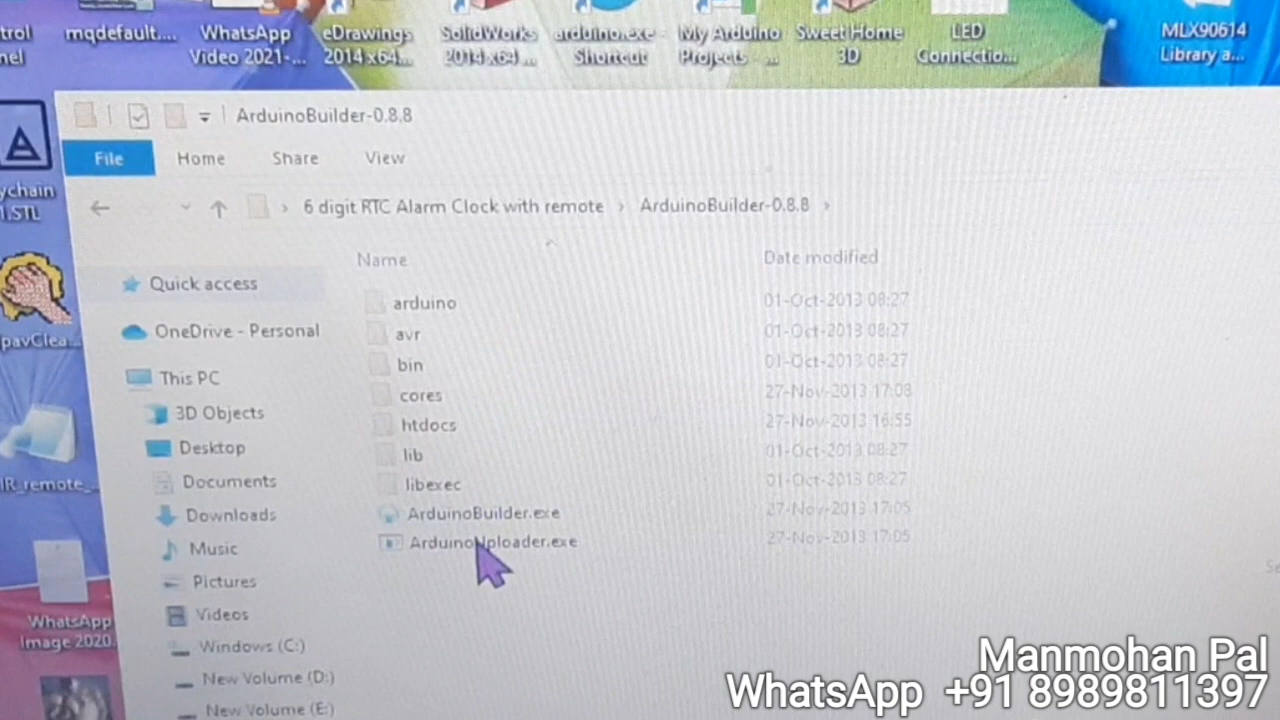 trol
nel
mqdefault....
WhatsApp
Video 2021-...
eDrawings
2014 x64...
SolidWorks
2014 x64 ...
arduino.exe -
Shortcut
My Arduino
Projects - ...
Sweet Home
3D
LED
Connectio...
MLX90614
Library a...
ArduinoBuilder-0.8.8
File Home Share View
6 digit RTC Alarm Clock with remote › ArduinoBuilder-0.8.8 ›
ychain
1.STL
pavClea...
IR_remote_...
WhatsApp
Image 2020.
Quick access
OneDrive - Personal
This PC
3D Objects
Desktop
Documents
Downloads
Music
Pictures
Videos
Windows (C:)
New Volume (D:)
New Volume (E:)
Name Date modified
arduino 01-Oct-2013 08:27
avr 01-Oct-2013 08:27
bin 01-Oct-2013 08:27
cores 27-Nov-2013 17:08
htdocs 27-Nov-2013 16:55
lib 01-Oct-2013 08:27
libexec 01-Oct-2013 08:27
ArduinoBuilder.exe 27-Nov-2013 17:05
ArduinoUploader.exe 27-Nov-2013 17:05
Se
Manmohan Pal
WhatsApp +91 8989811397